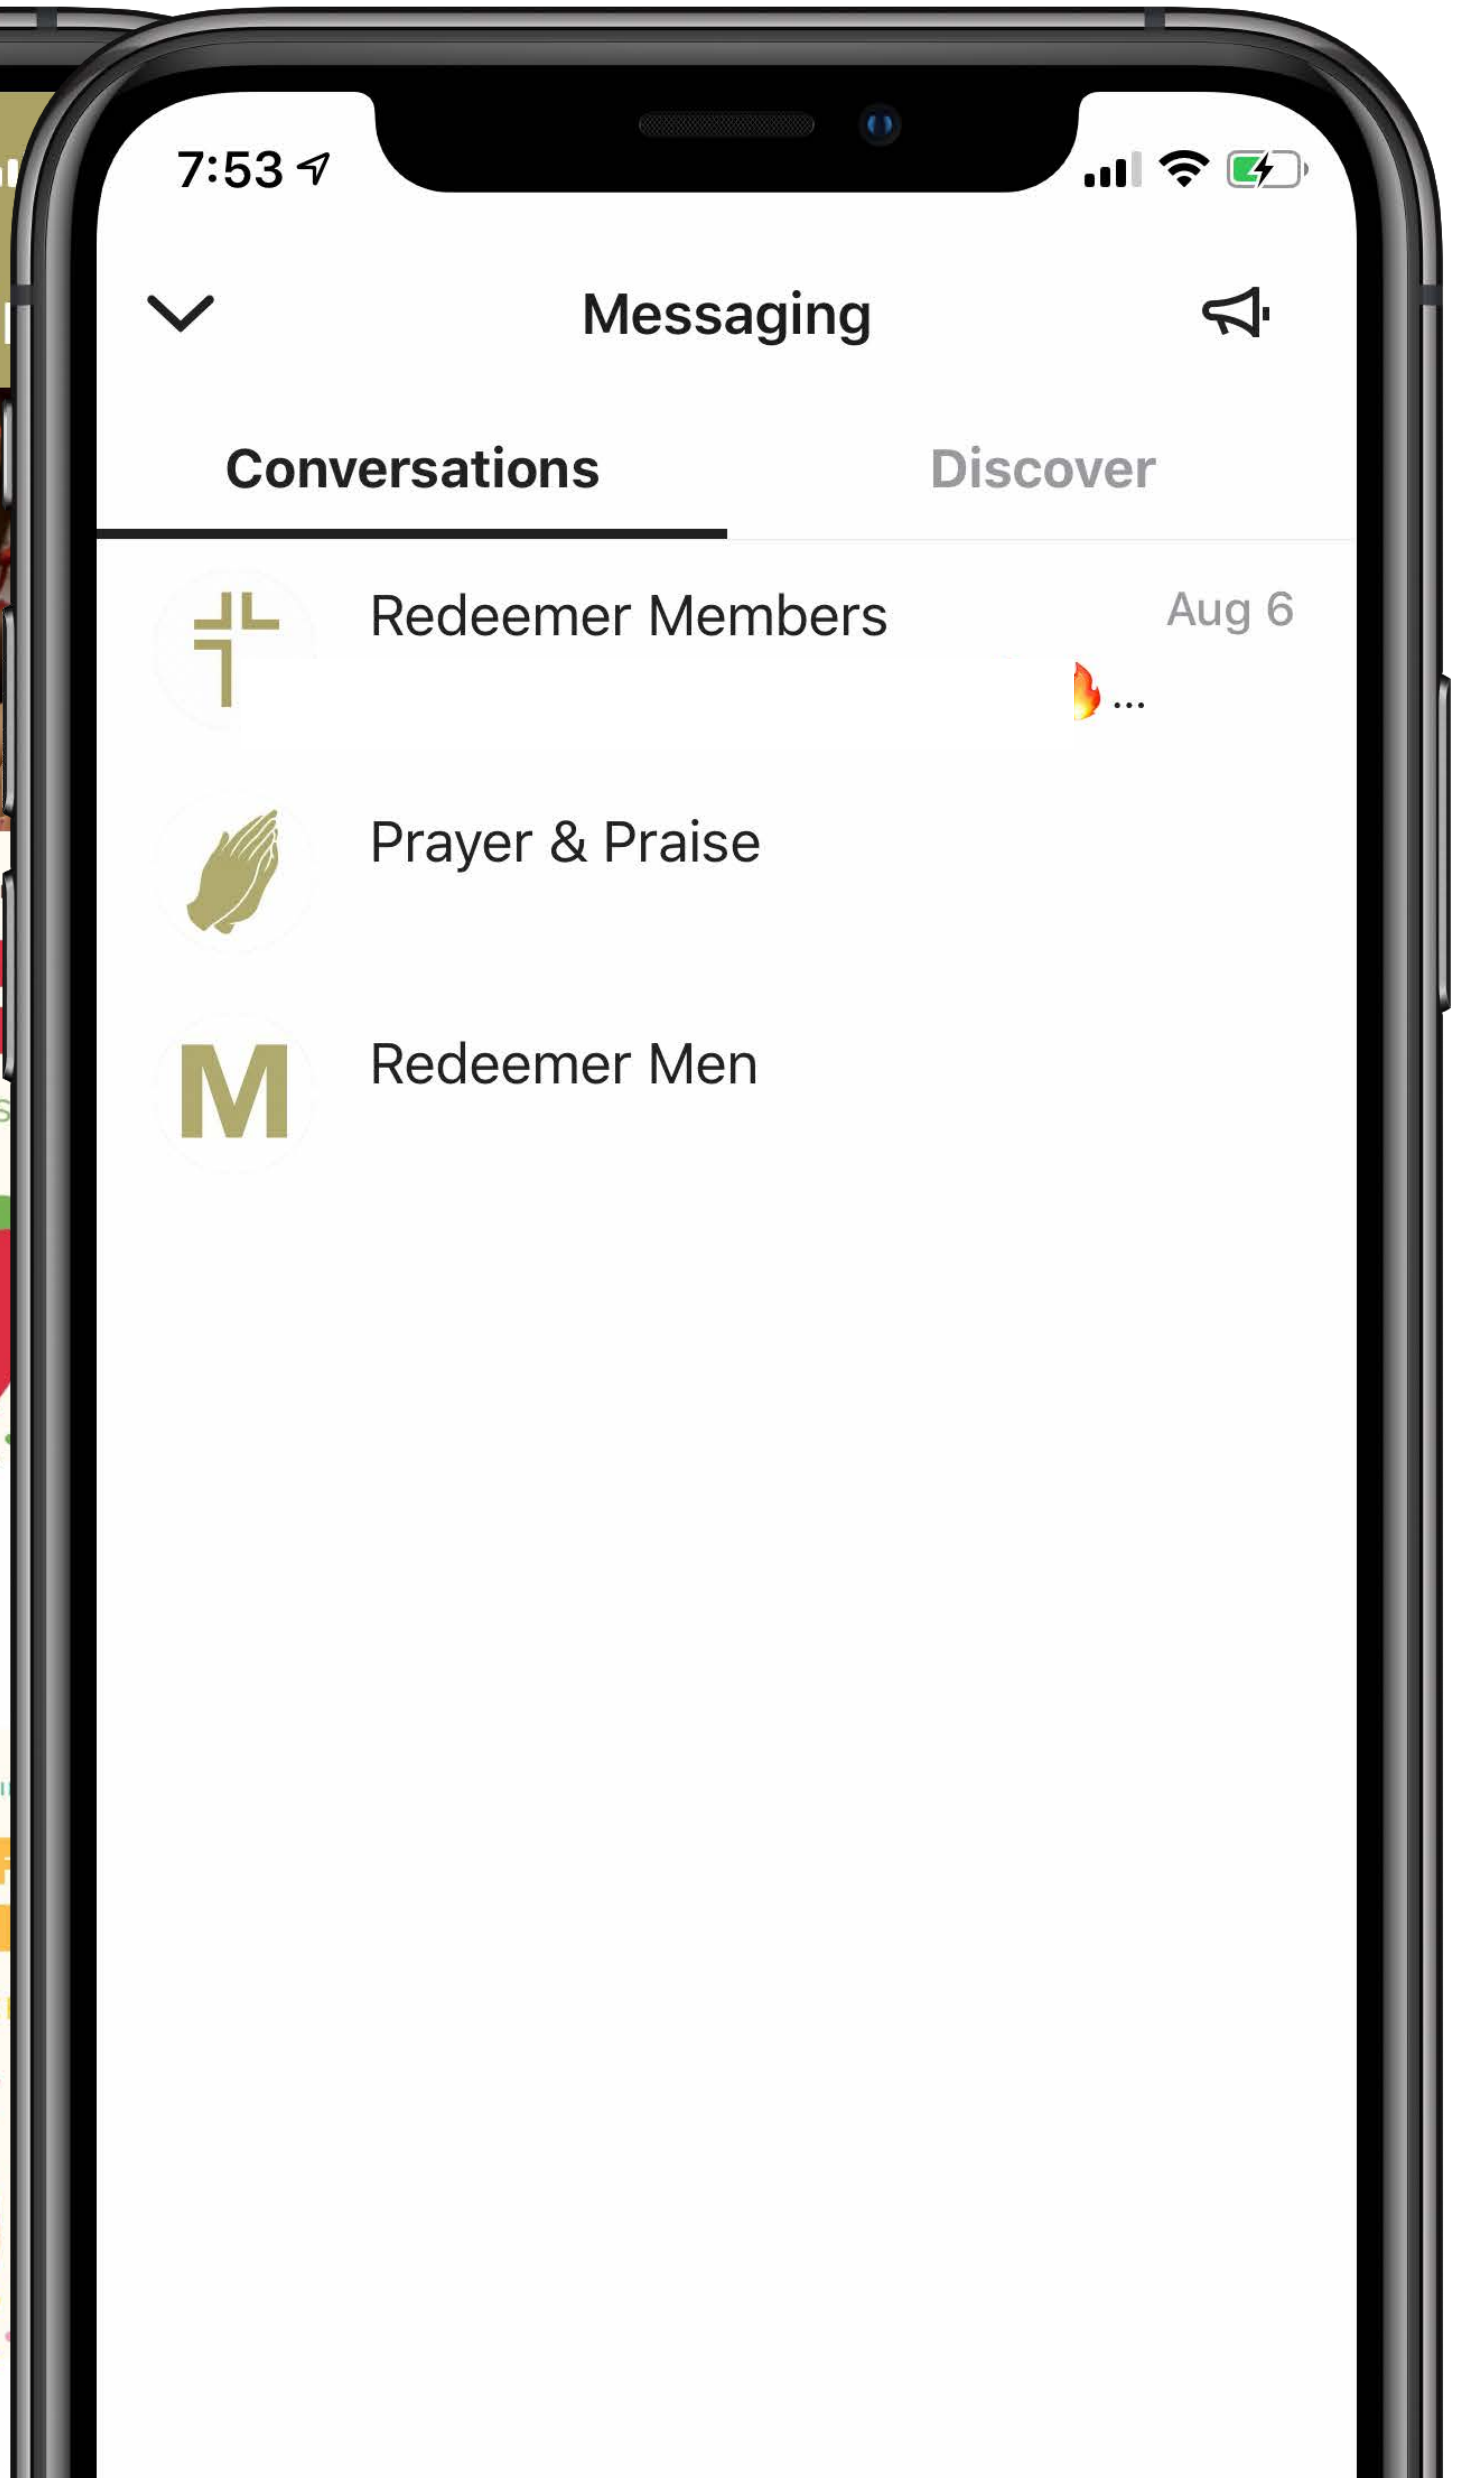 7:53
Messaging
Conversations
Discover
Redeemer Members
Aug 6
🔥...
Prayer & Praise
M
Redeemer Men